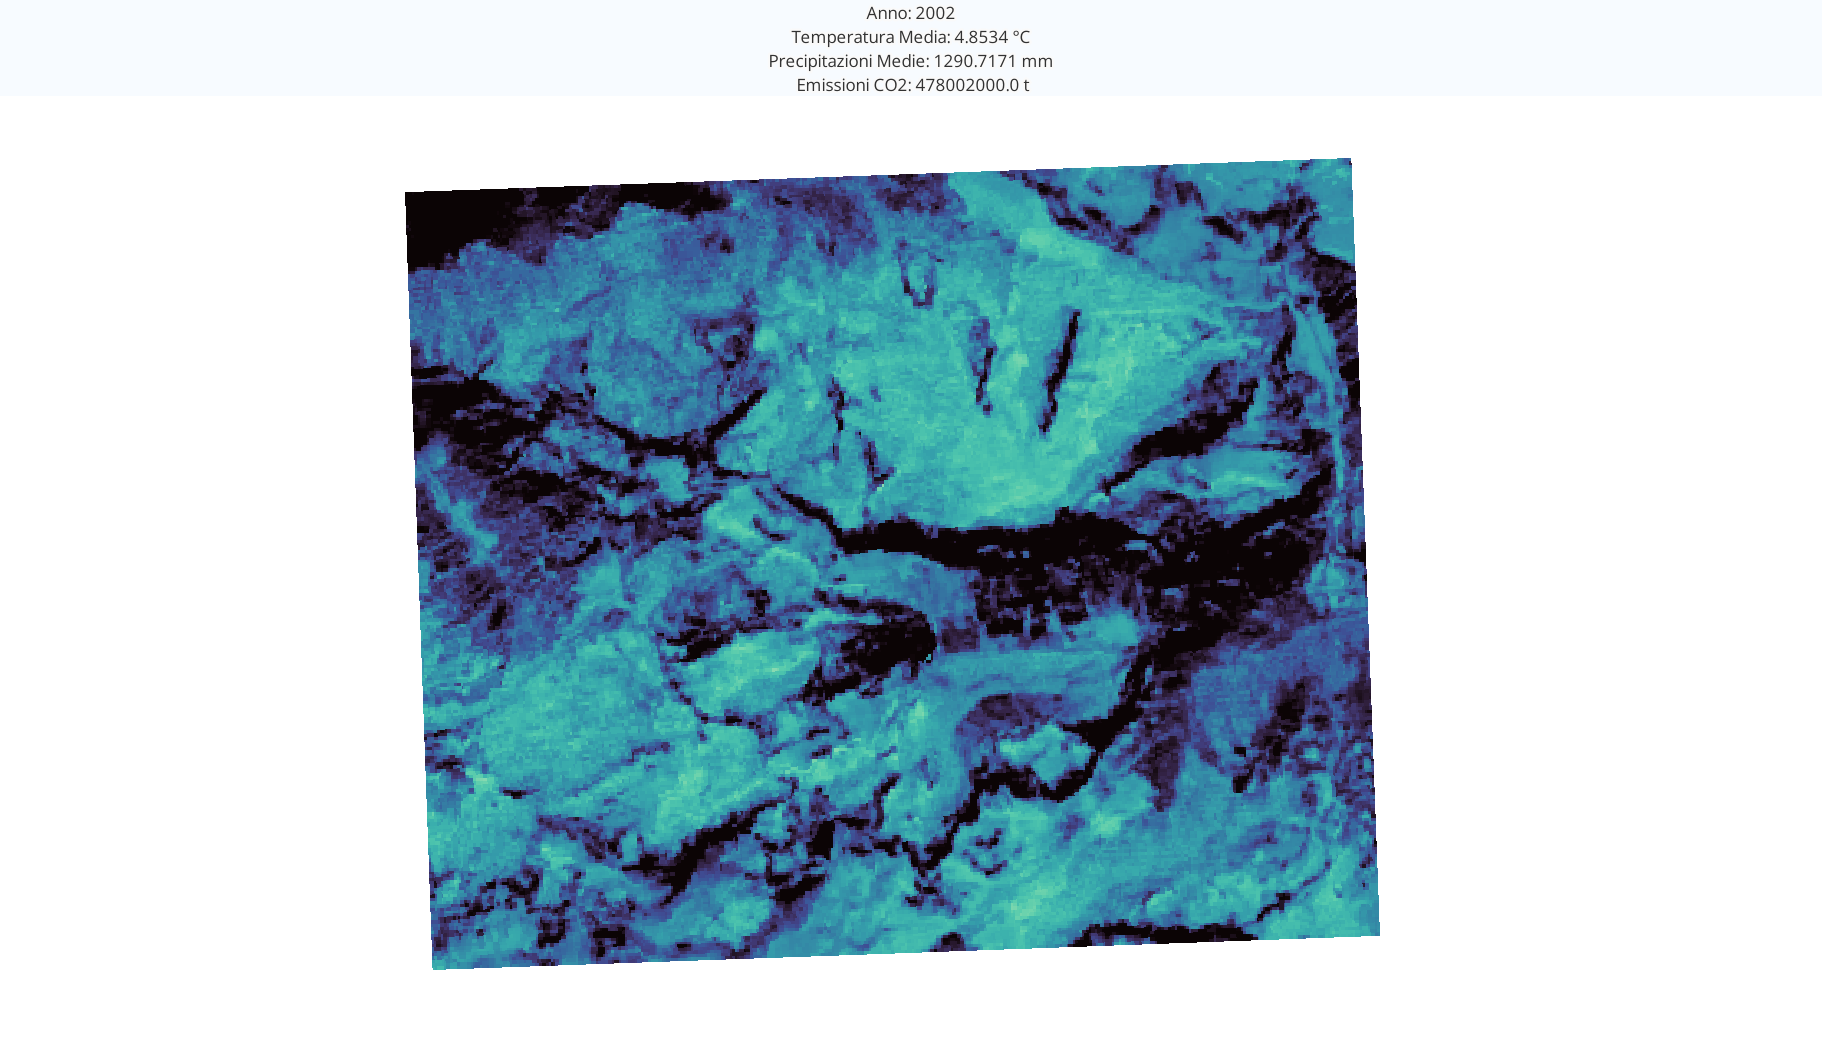 Anno: 2002
Temperatura Media: 4.8534 °C
Precipitazioni Medie: 1290.7171 mm
Emissioni CO2: 478002000.0 t